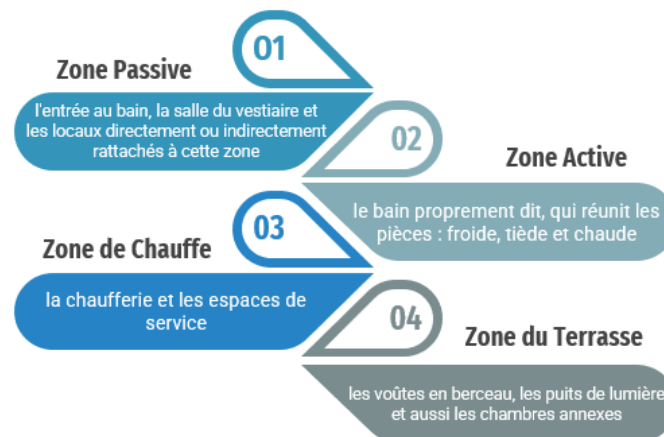 01
Zone Passive
l'entrée au bain, la salle du vestiaire et
les locaux directement ou indirectement
rattachés à cette zone
02
Zone Active
le bain proprement dit, qui réunit les
pièces : froide, tiède et chaude
03
Zone de Chauffe
la chaufferie et les espaces de
service
04
Zone du Terrasse
les voûtes en berceau, les puits de lumière
et aussi les chambres annexes